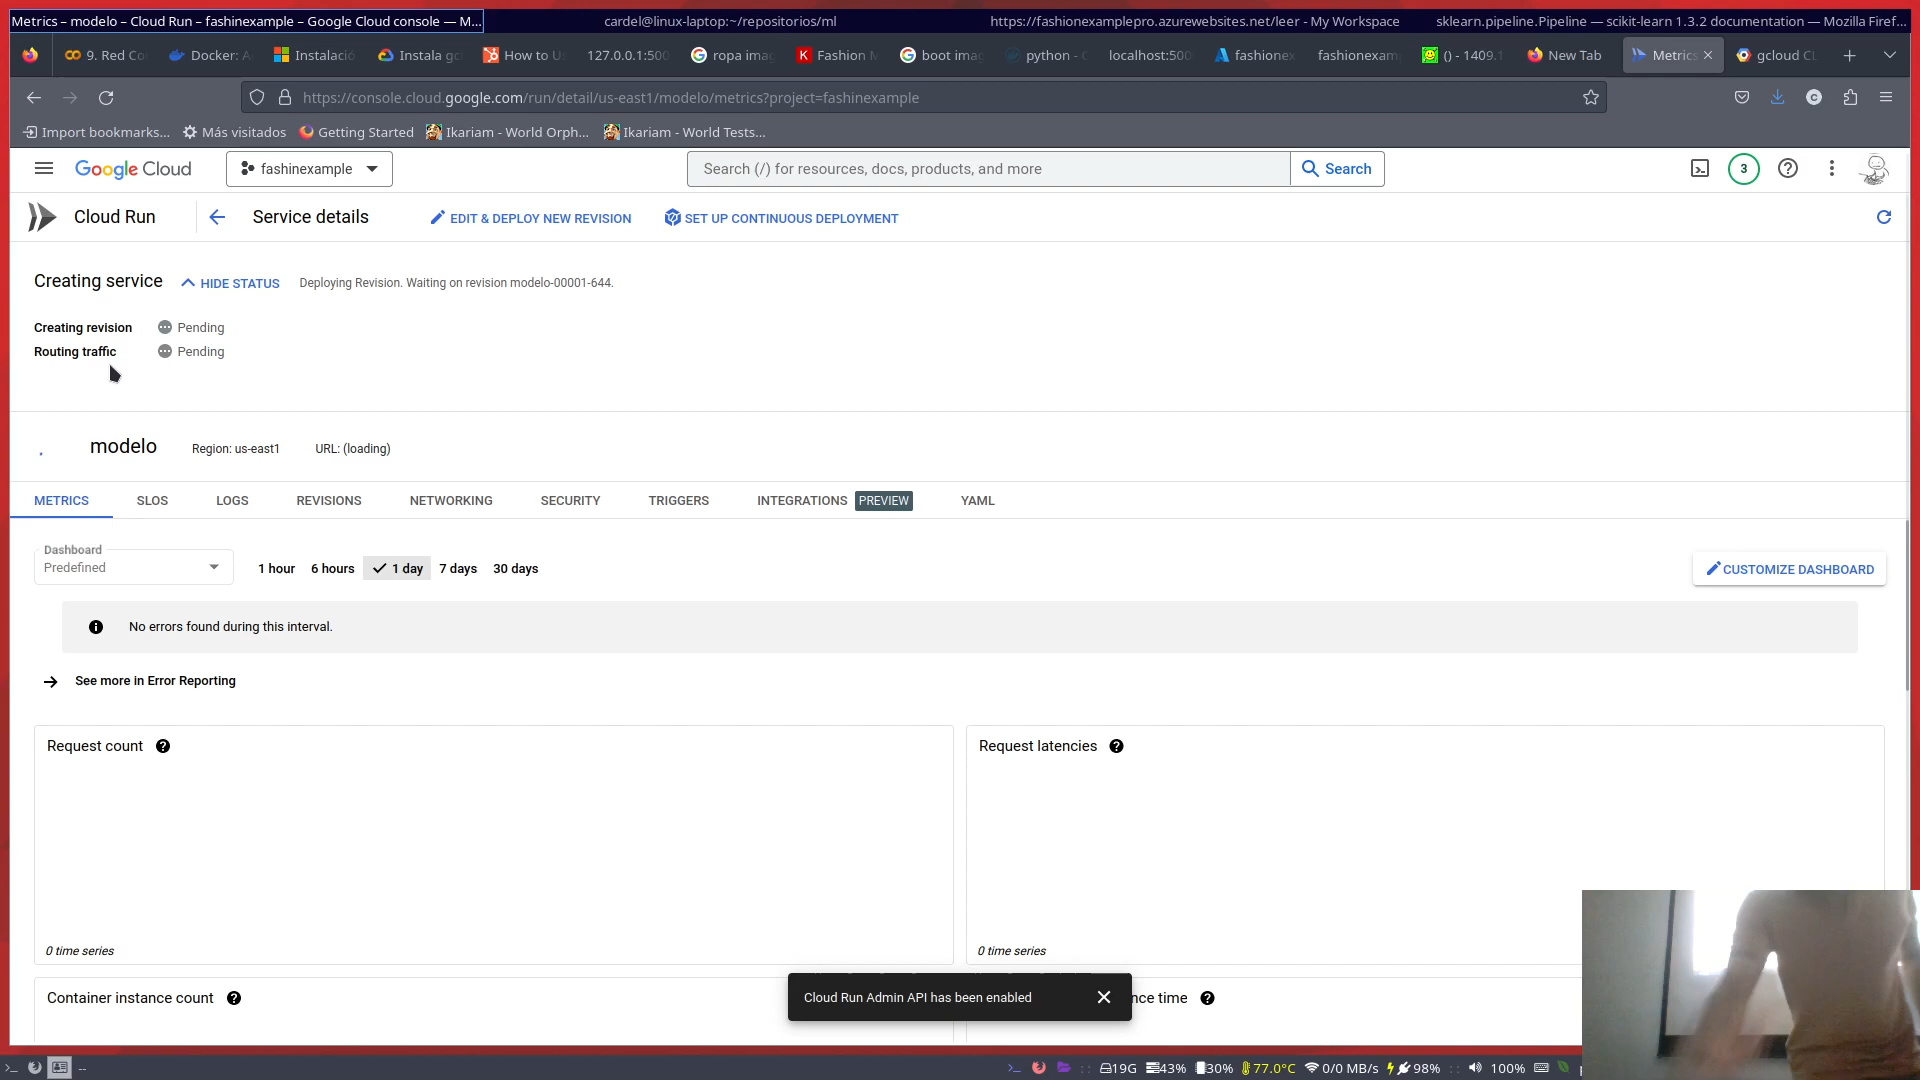 Metrics – modelo – Cloud Run – fashinexample – Google Cloud console — M...
cardel@linux-laptop:~/repositorios/ml
https://fashionexamplepro.azurewebsites.net/leer - My Workspace
sklearn.pipeline.Pipeline — scikit-learn 1.3.2 documentation — Mozilla Firef...
9. Red Co
Docker: A
Instalació
Instala gc
How to U
127.0.0.1:500
ropa imag
Fashion M
boot imag
python - C
localhost:500
fashionex
fashionexam
() - 1409.1
New Tab
Metrics
gcloud CL
https://console.cloud.google.com/run/detail/us-east1/modelo/metrics?project=fashinexample
Import bookmarks...
Más visitados
Getting Started
Ikariam - World Orph...
Ikariam - World Tests...
Google Cloud
fashinexample
Search (/) for resources, docs, products, and more
Search
3
Cloud Run
Service details
EDIT & DEPLOY NEW REVISION
SET UP CONTINUOUS DEPLOYMENT
Creating service
HIDE STATUS
Deploying Revision. Waiting on revision modelo-00001-644.
Creating revision
Pending
Routing traffic
Pending
modelo
Region: us-east1
URL: (loading)
METRICS
SLOS
LOGS
REVISIONS
NETWORKING
SECURITY
TRIGGERS
INTEGRATIONS
PREVIEW
YAML
Dashboard
Predefined
1 hour
6 hours
1 day
7 days
30 days
CUSTOMIZE DASHBOARD
No errors found during this interval.
See more in Error Reporting
Request count
Request latencies
0 time series
0 time series
Container instance count
nce time
Cloud Run Admin API has been enabled
--
19G
43%
30%
77.0°C
0/0 MB/s
98%
100%